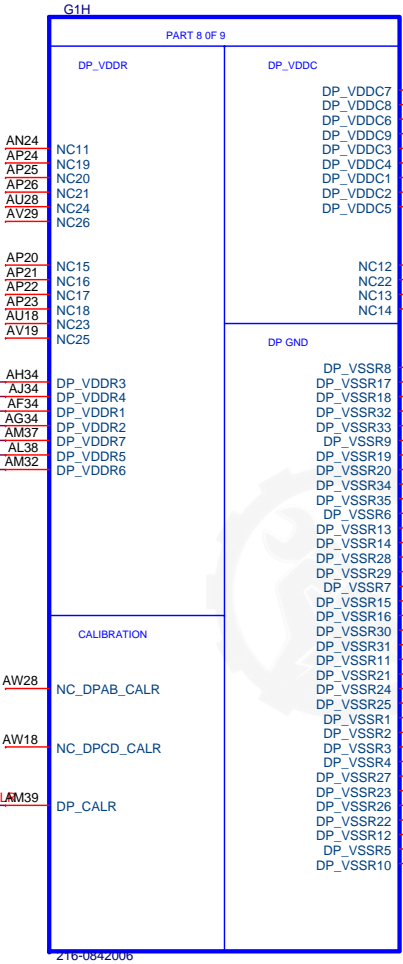 G1H
PART 8 0F 9
DP_VDDR
AN24 NC11
AP24 NC19
AP25 NC20
AP26 NC21
AU28 NC24
AV29 NC26
AP20 NC15
AP21 NC16
AP22 NC17
AP23 NC18
AU18 NC23
AV19 NC25
AH34 DP_VDDR3
AJ34 DP_VDDR4
AF34 DP_VDDR1
AG34 DP_VDDR2
AM37 DP_VDDR7
AL38 DP_VDDR5
AM32 DP_VDDR6
CALIBRATION
AW28 NC_DPAB_CALR
AW18 NC_DPCD_CALR
AM39 DP_CALR
DP_VDDC
DP_VDDC7
DP_VDDC8
DP_VDDC6
DP_VDDC9
DP_VDDC3
DP_VDDC4
DP_VDDC1
DP_VDDC2
DP_VDDC5
NC12
NC22
NC13
NC14
DP GND
DP_VSSR8
DP_VSSR17
DP_VSSR18
DP_VSSR32
DP_VSSR33
DP_VSSR9
DP_VSSR19
DP_VSSR20
DP_VSSR34
DP_VSSR35
DP_VSSR6
DP_VSSR13
DP_VSSR14
DP_VSSR28
DP_VSSR29
DP_VSSR7
DP_VSSR15
DP_VSSR16
DP_VSSR30
DP_VSSR31
DP_VSSR11
DP_VSSR21
DP_VSSR24
DP_VSSR25
DP_VSSR1
DP_VSSR2
DP_VSSR3
DP_VSSR4
DP_VSSR27
DP_VSSR23
DP_VSSR26
DP_VSSR22
DP_VSSR12
DP_VSSR5
DP_VSSR10
216-0842006